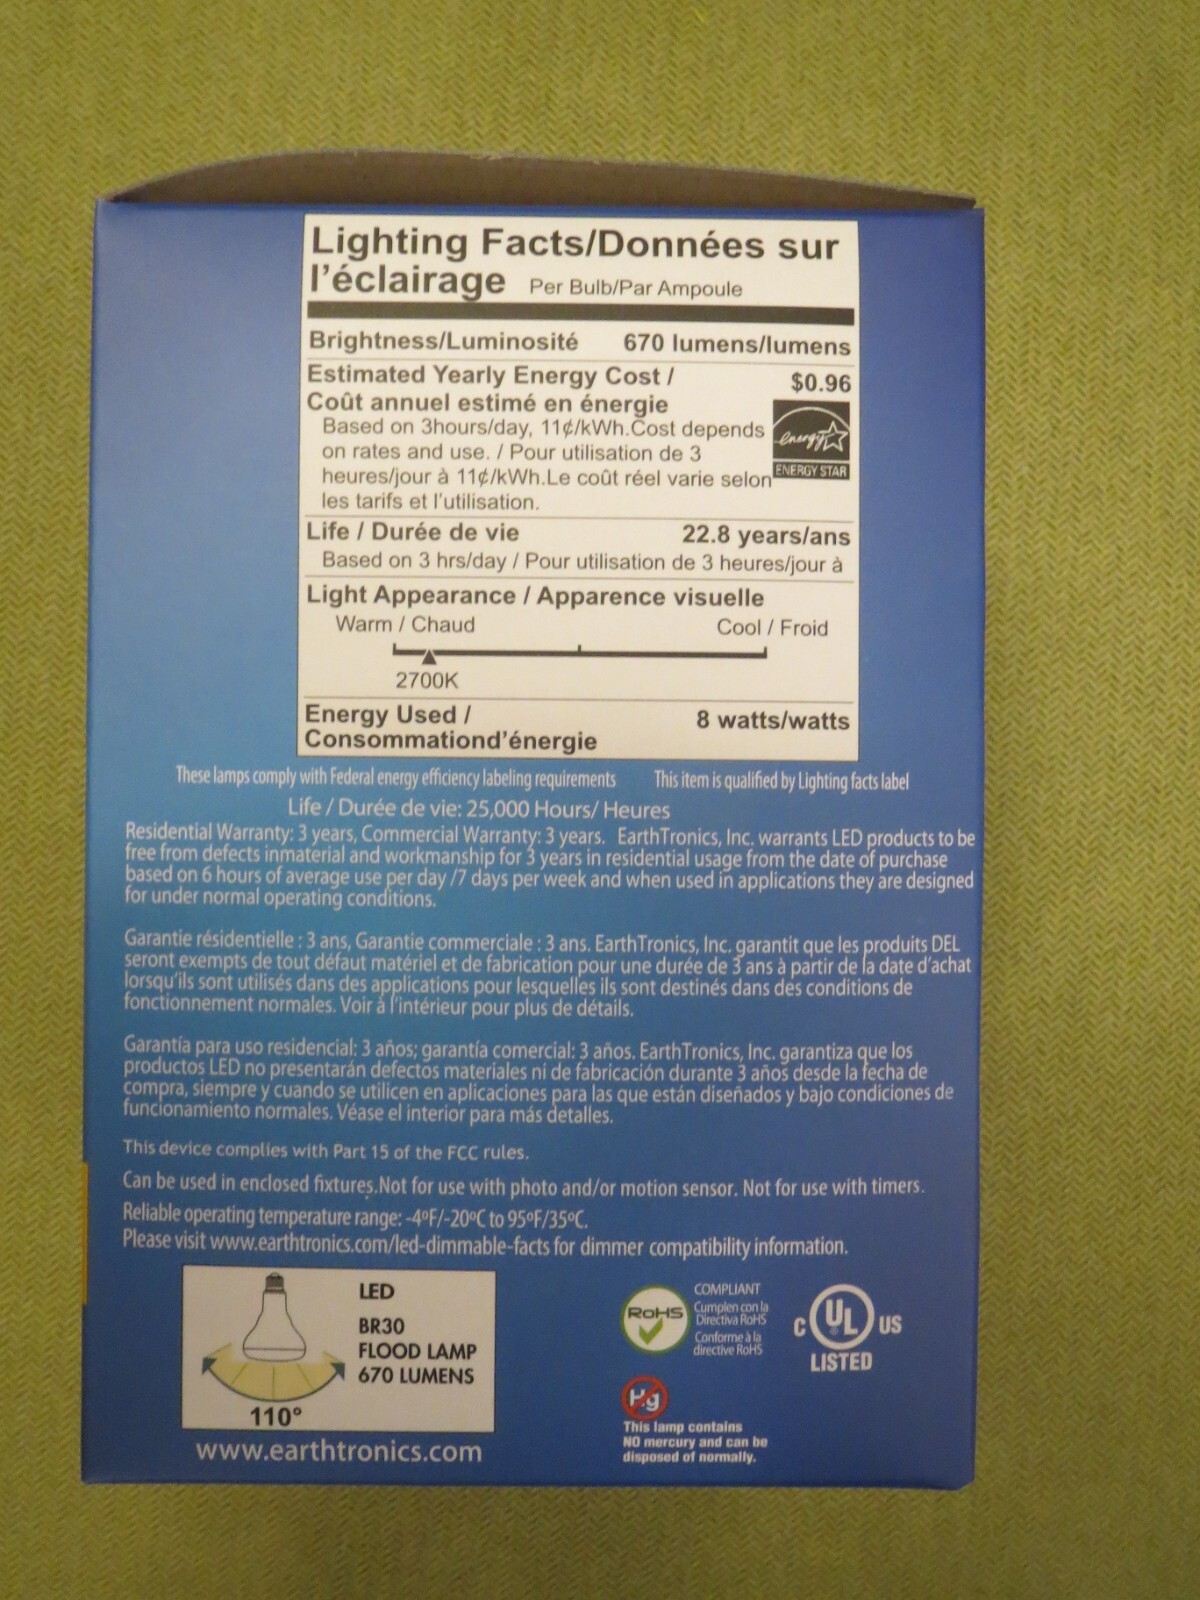 Lighting Facts/Données sur
l'éclairage Per Bulb/Par Ampoule
Brightness/Luminosité 670 lumens/lumens
Estimated Yearly Energy Cost / $0.96
Coût annuel estimé en énergie
Based on 3hours/day, 11¢/kWh.Cost depends
on rates and use. / Pour utilisation de 3
heures/jour à 11¢/kWh.Le coût réel varie selon
les tarifs et l'utilisation.
energy
ENERGY STAR
Life / Durée de vie 22.8 years/ans
Based on 3 hrs/day / Pour utilisation de 3 heures/jour à
Light Appearance / Apparence visuelle
Warm / Chaud Cool / Froid
2700K
Energy Used / 8 watts/watts
Consommationd'énergie
These lamps comply with Federal energy efficiency labeling requirements This item is qualified by Lighting facts label
Life / Durée de vie: 25,000 Hours/ Heures
Residential Warranty: 3 years, Commercial Warranty: 3 years. EarthTronics, Inc. warrants LED products to be
free from defects inmaterial and workmanship for 3 years in residential usage from the date of purchase
based on 6 hours of average use per day /7 days per week and when used in applications they are designed
for under normal operating conditions.
Garantie résidentielle : 3 ans, Garantie commerciale : 3 ans. EarthTronics, Inc. garantit que les produits DEL
seront exempts de tout défaut matériel et de fabrication pour une durée de 3 ans à partir de la date d'achat
lorsqu'ils sont utilisés dans des applications pour lesquelles ils sont destinés dans des conditions de
fonctionnement normales. Voir à l'intérieur pour plus de détails.
Garantía para uso residencial: 3 años; garantía comercial: 3 años. EarthTronics, Inc. garantiza que los
productos LED no presentarán defectos materiales ni de fabricación durante 3 años desde la fecha de
compra, siempre y cuando se utilicen en aplicaciones para las que están diseñados y bajo condiciones de
funcionamiento normales. Véase el interior para más detalles.
This device complies with Part 15 of the FCC rules.
Can be used in enclosed fixtures.Not for use with photo and/or motion sensor. Not for use with timers.
Reliable operating temperature range: -4ºF/-20ºC to 95ºF/35ºC.
Please visit www.earthtronics.com/led-dimmable-facts for dimmer compatibility information.
LED
BR30
FLOOD LAMP
670 LUMENS
110°
www.earthtronics.com
RoHS
COMPLIANT
Cumplen con la
Directiva RoHS
Conforme à la
directive RoHS
C UL ® US
LISTED
Hg
This lamp contains
NO mercury and can be
disposed of normally.